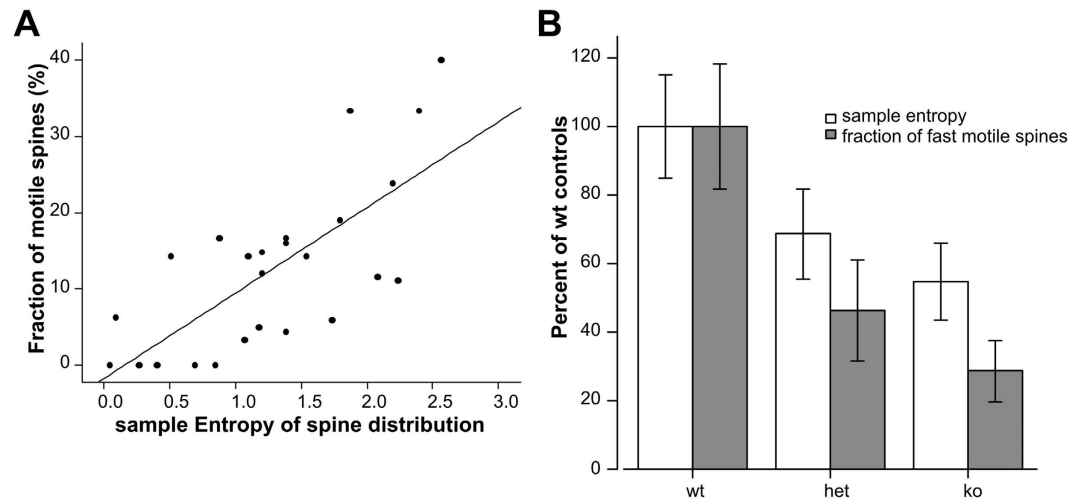 A
Fraction of motile spines (%)
40
30
20
10
0
0.0 0.5 1.0 1.5 2.0 2.5 3.0
sample Entropy of spine distribution
B
Percent of wt controls
120
100
80
60
40
20
0
sample entropy
fraction of fast motile spines
wt het ko